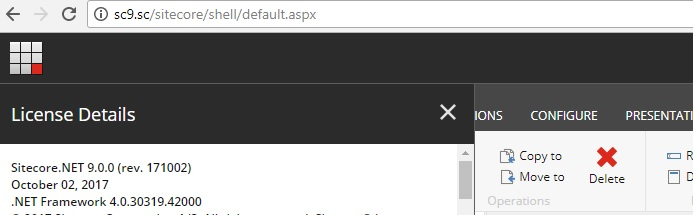 sc9.sc/sitecore/shell/default.aspx
License Details
IONS CONFIGURE PRESENTATI
Copy to
Move to
Delete
Operations
Sitecore.NET 9.0.0 (rev. 171002)
October 02, 2017
.NET Framework 4.0.30319.42000